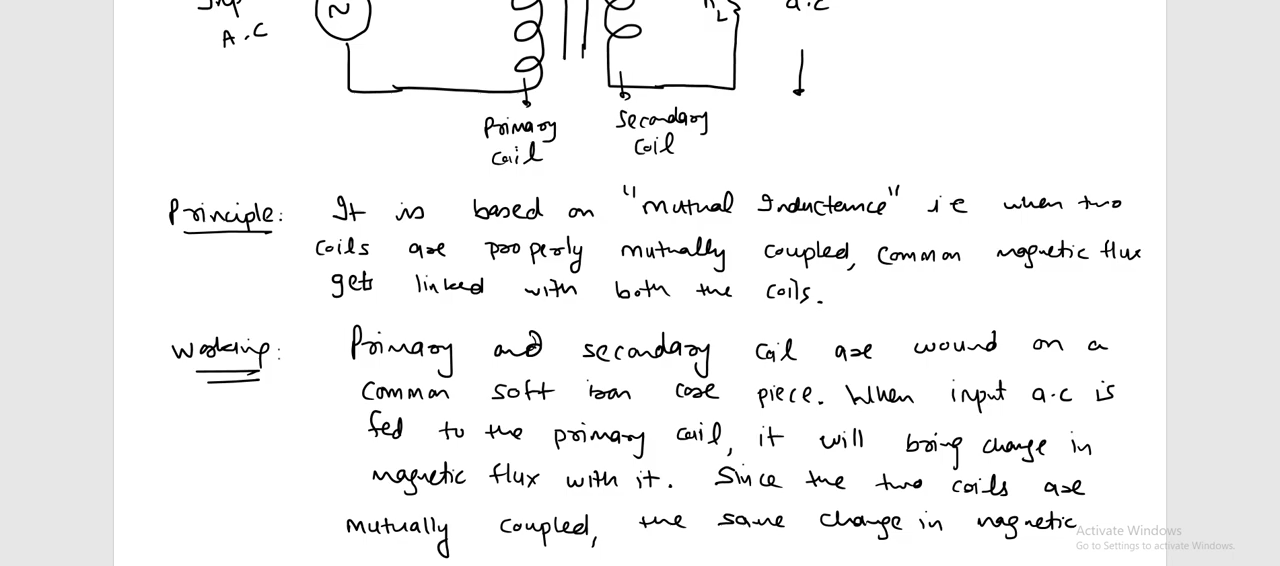 A.C
a.c
Primary
coil
Secondary
coil
Principle: It is based on "Mutual Inductance" i.e when two
coils are properly mutually coupled, common magnetic flux
gets linked with both the coils.
Working: Primary and secondary coil are wound on a
common soft iron core piece. When input a.c is
fed to the primary coil, it will bring change in
magnetic flux with it. Since the two coils are
mutually coupled, the same change in magnetic
Activate Windows
Go to Settings to activate Windows.